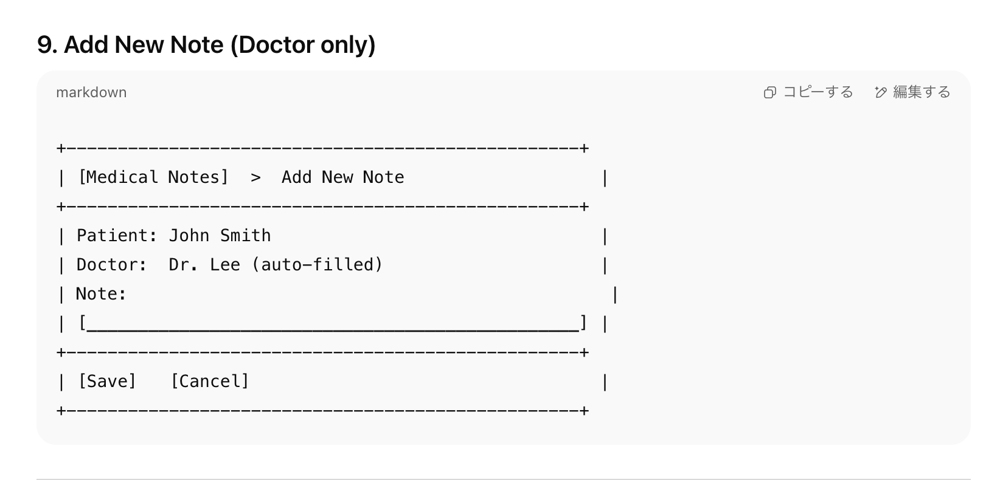 9. Add New Note (Doctor only)
markdown
コピーする 編集する
+--------------------------------------------------+
| [Medical Notes]  >  Add New Note                   |
+--------------------------------------------------+
| Patient: John Smith                                |
| Doctor:  Dr. Lee (auto-filled)                     |
| Note:                                               |
| [________________________________________________] |
+--------------------------------------------------+
| [Save]   [Cancel]                                  |
+--------------------------------------------------+